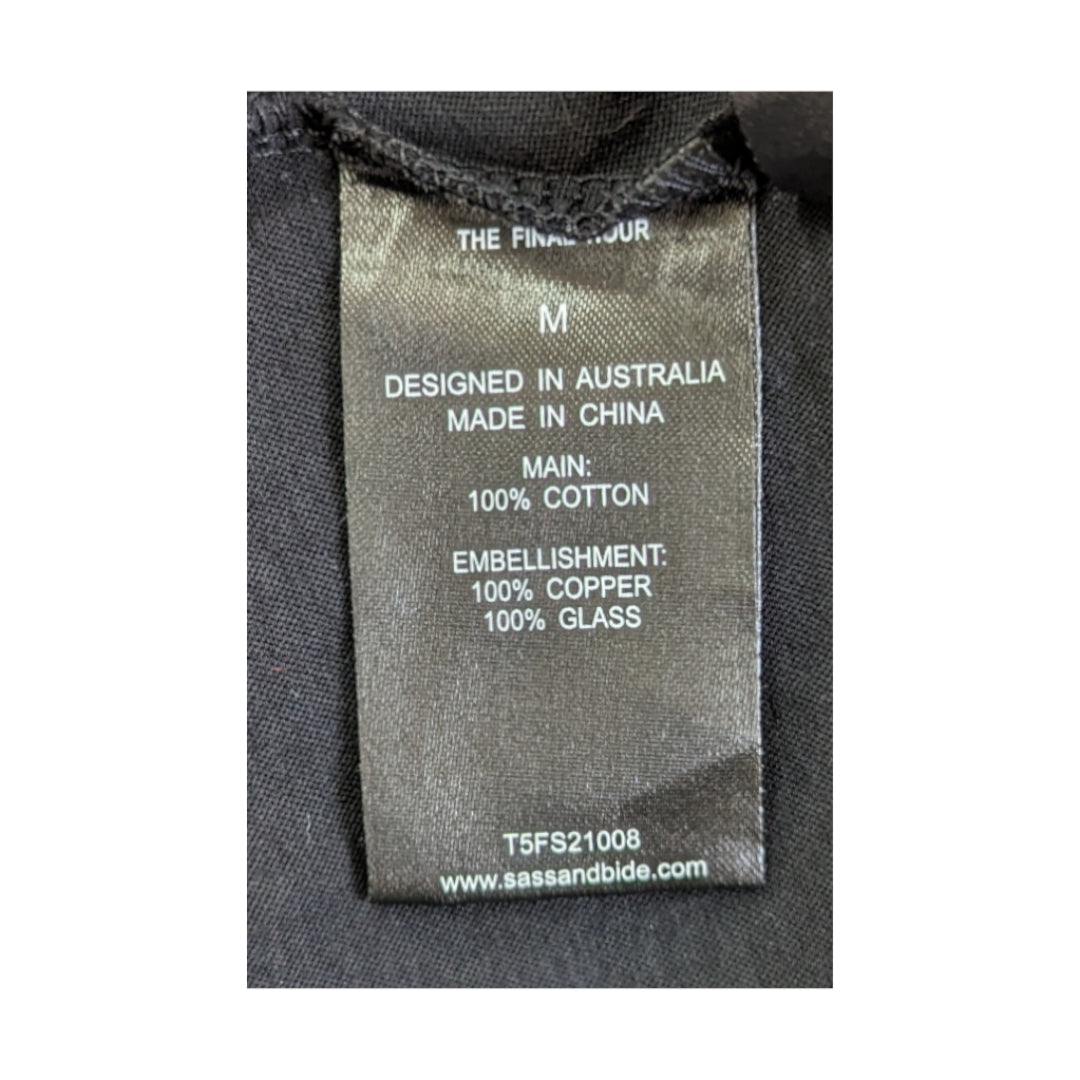 THE FINAL HOUR
M
DESIGNED IN AUSTRALIA
MADE IN CHINA
MAIN:
100% COTTON
EMBELLISHMENT:
100% COPPER
100% GLASS
T5FS21008
www.sassandbide.com